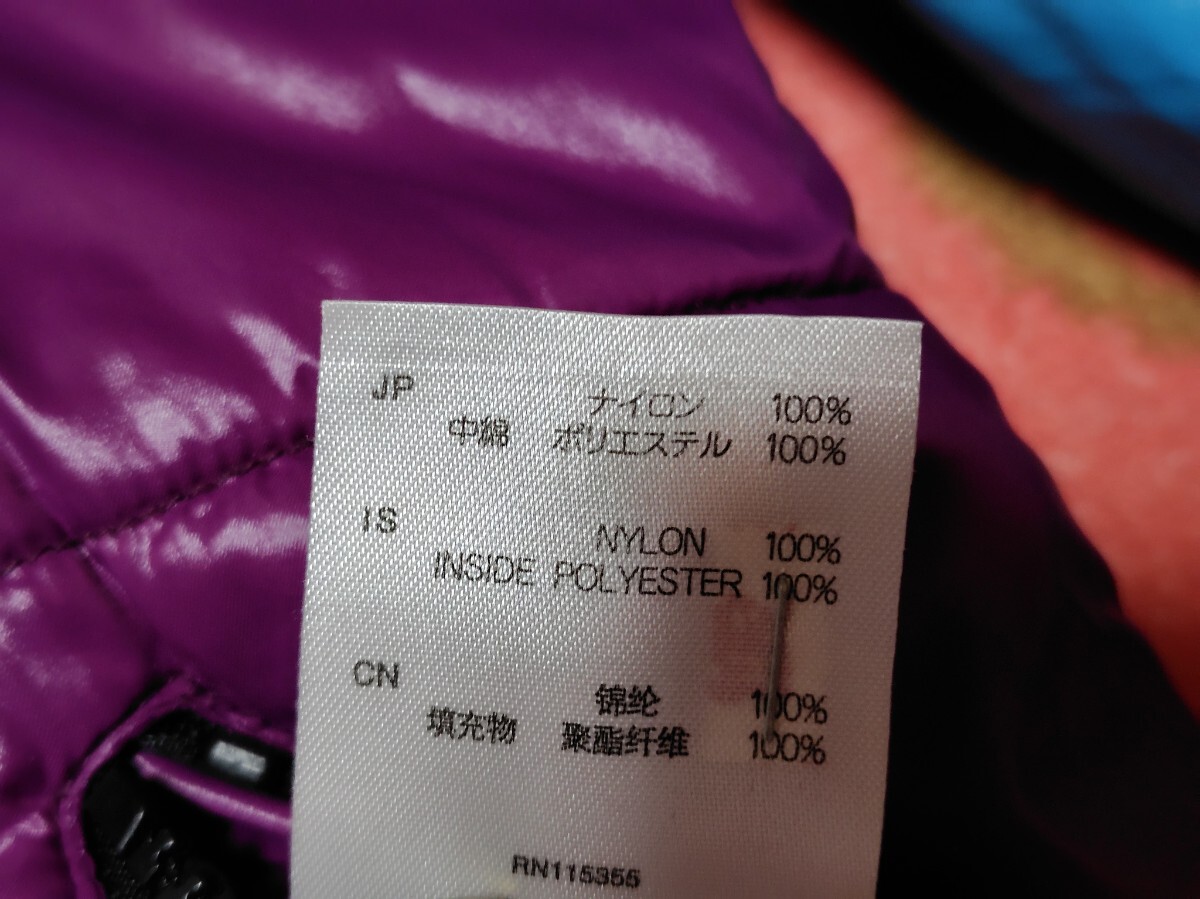 JP ナイロン 100%
中綿 ポリエステル 100%
IS NYLON 100%
INSIDE POLYESTER 100%
CN 锦纶 100%
填充物 聚酯纤维 100%
RN115355